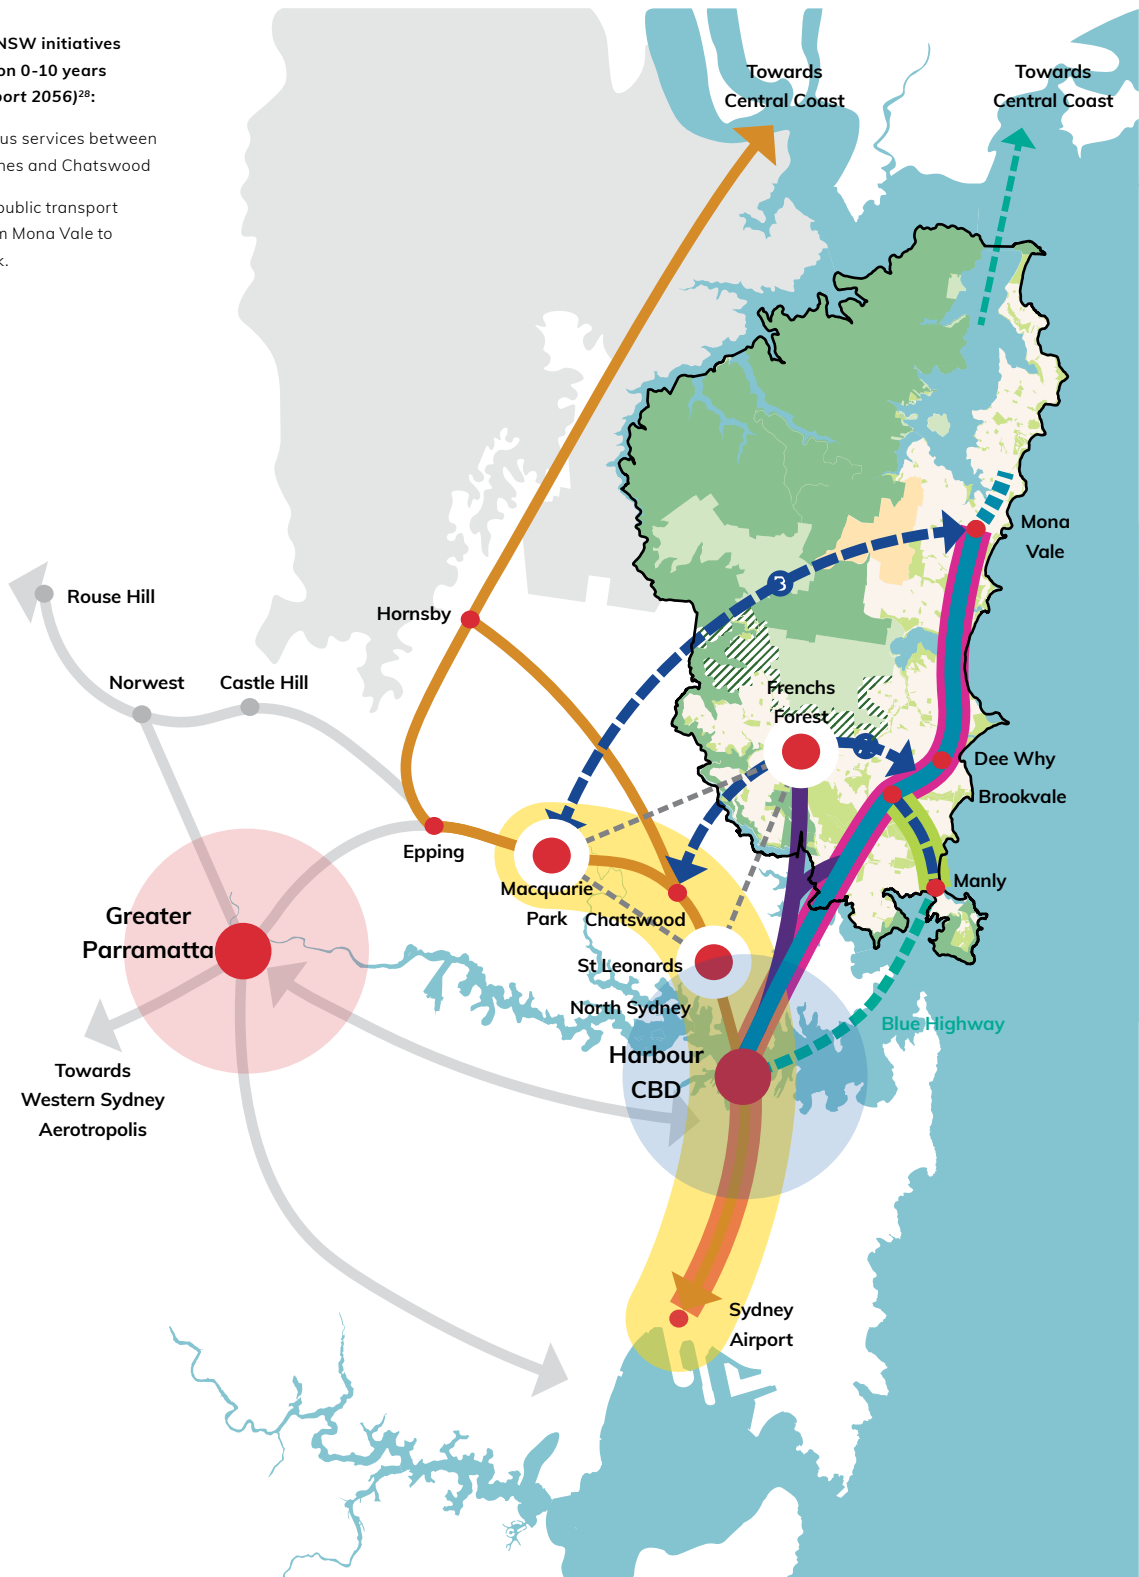 NSW initiatives
on 0-10 years
port 2056)²⁸:
us services between
nes and Chatswood
public transport
m Mona Vale to
k.
Towards
Central Coast
Towards
Central Coast
Mona
Vale
3
Rouse Hill
Hornsby
Norwest
Castle Hill
Frenchs
Forest
Dee Why
Brookvale
Epping
Macquarie
Park
Chatswood
Manly
Greater
Parramatta
St Leonards
North Sydney
Blue Highway
Harbour
CBD
Towards
Western Sydney
Aerotropolis
Sydney
Airport